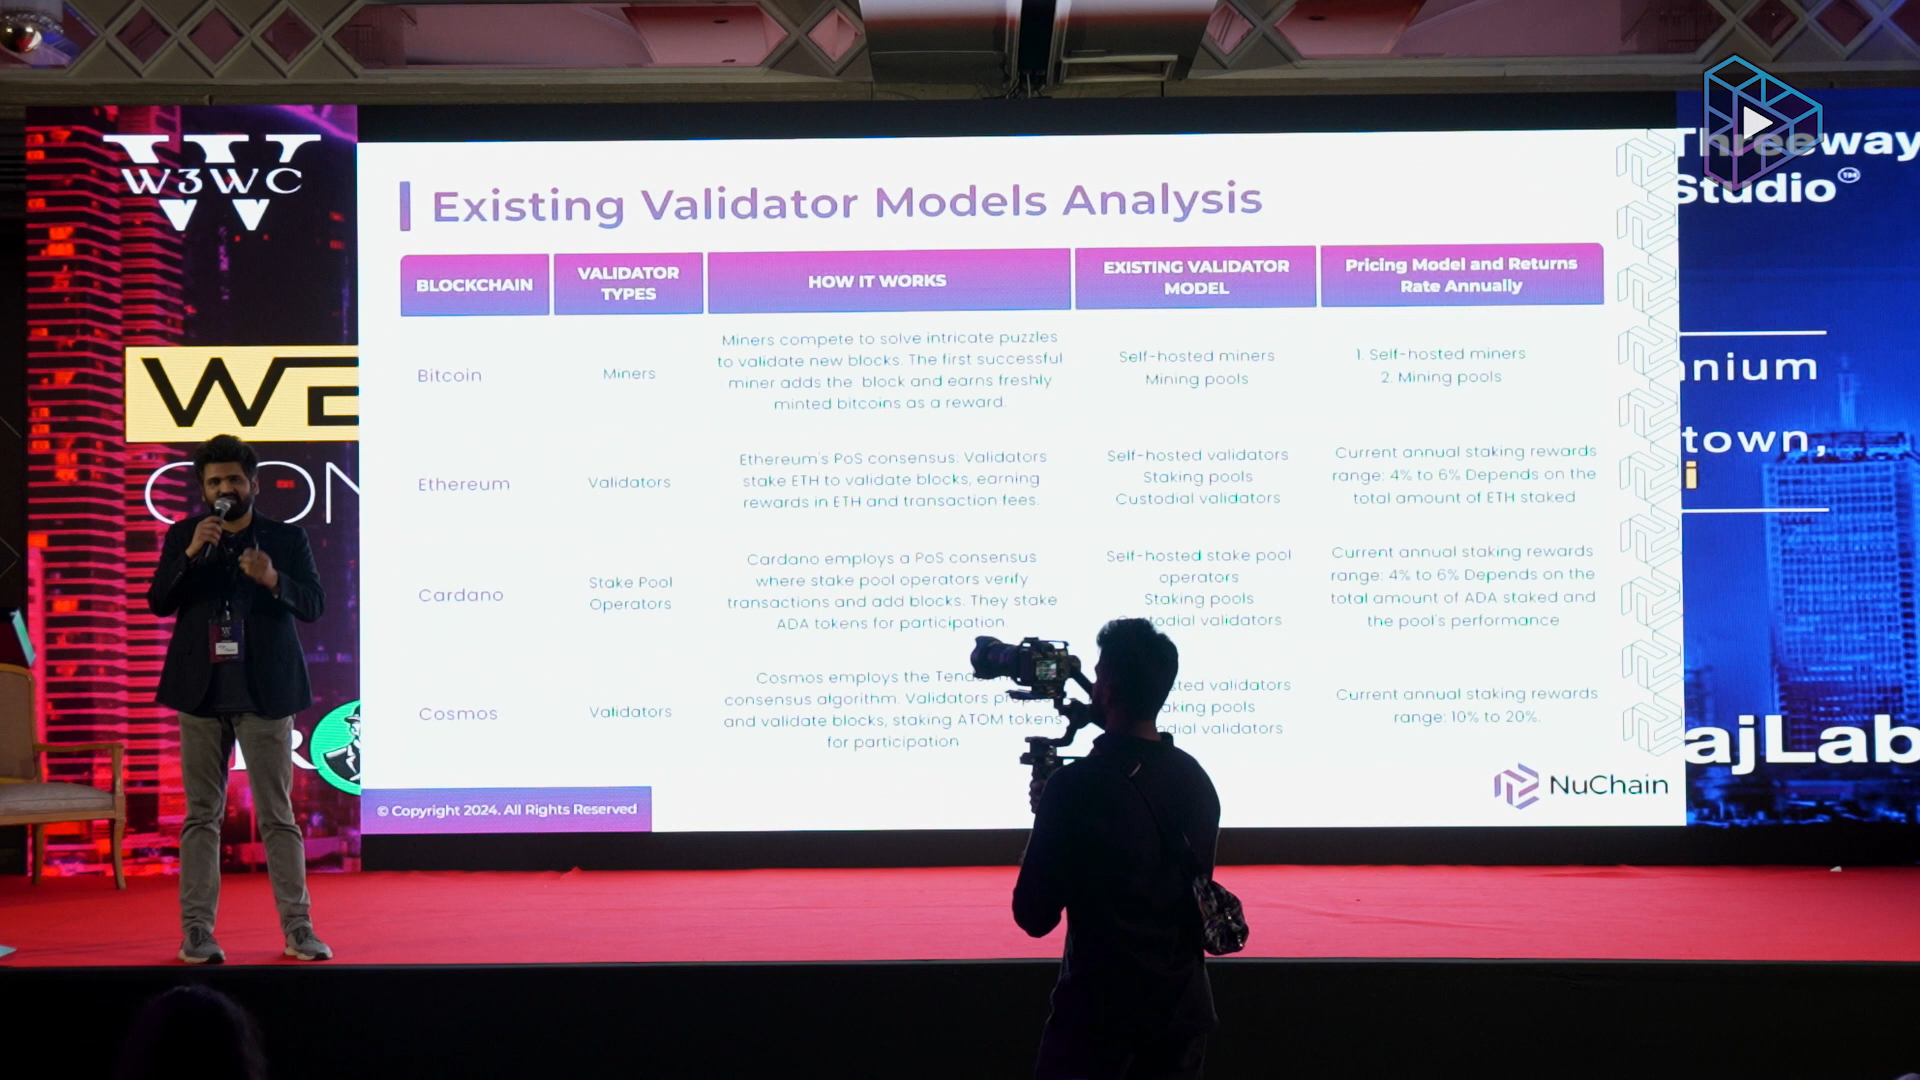 W3WC
Threeway
Studio™
Existing Validator Models Analysis
BLOCKCHAIN
VALIDATOR
TYPES
HOW IT WORKS
EXISTING VALIDATOR
MODEL
Pricing Model and Returns
Rate Annually
Bitcoin
Miners
Miners compete to solve intricate puzzles
to validate new blocks. The first successful
miner adds the block and earns freshly
minted bitcoins as a reward.
Self-hosted miners
Mining pools
1. Self-hosted miners
2. Mining pools
Ethereum
Validators
Ethereum's PoS consensus: Validators
stake ETH to validate blocks, earning
rewards in ETH and transaction fees.
Self-hosted validators
Staking pools
Custodial validators
Current annual staking rewards
range: 4% to 6% Depends on the
total amount of ETH staked
Cardano
Stake Pool
Operators
Cardano employs a PoS consensus
where stake pool operators verify
transactions and add blocks. They stake
ADA tokens for participation
Self-hosted stake pool
operators
Staking pools
validators
Current annual staking rewards
range: 4% to 6% Depends on the
total amount of ADA staked and
the pool's performance
Cosmos
Validators
Cosmos employs the
consensus algorithm. Validators
and validate blocks, staking ATOM tokens
for participation
validators
pools
validators
Current annual staking rewards
range: 10% to 20%.
© Copyright 2024. All Rights Reserved
NuChain